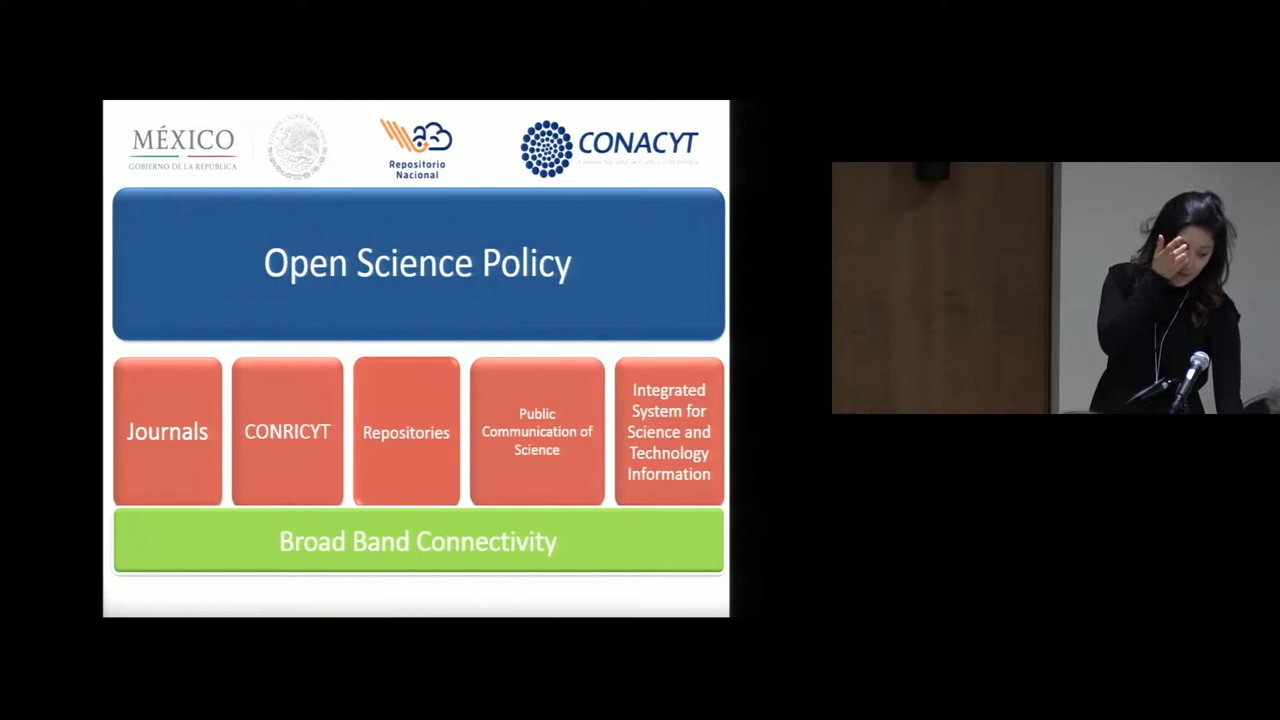 MÉXICO
GOBIERNO DE LA REPÚBLICA
Repositorio
Nacional
CONACYT
Open Science Policy
Journals
CONRICYT
Repositories
Public
Communication of
Science
Integrated
System for
Science and
Technology
Information
Broad Band Connectivity